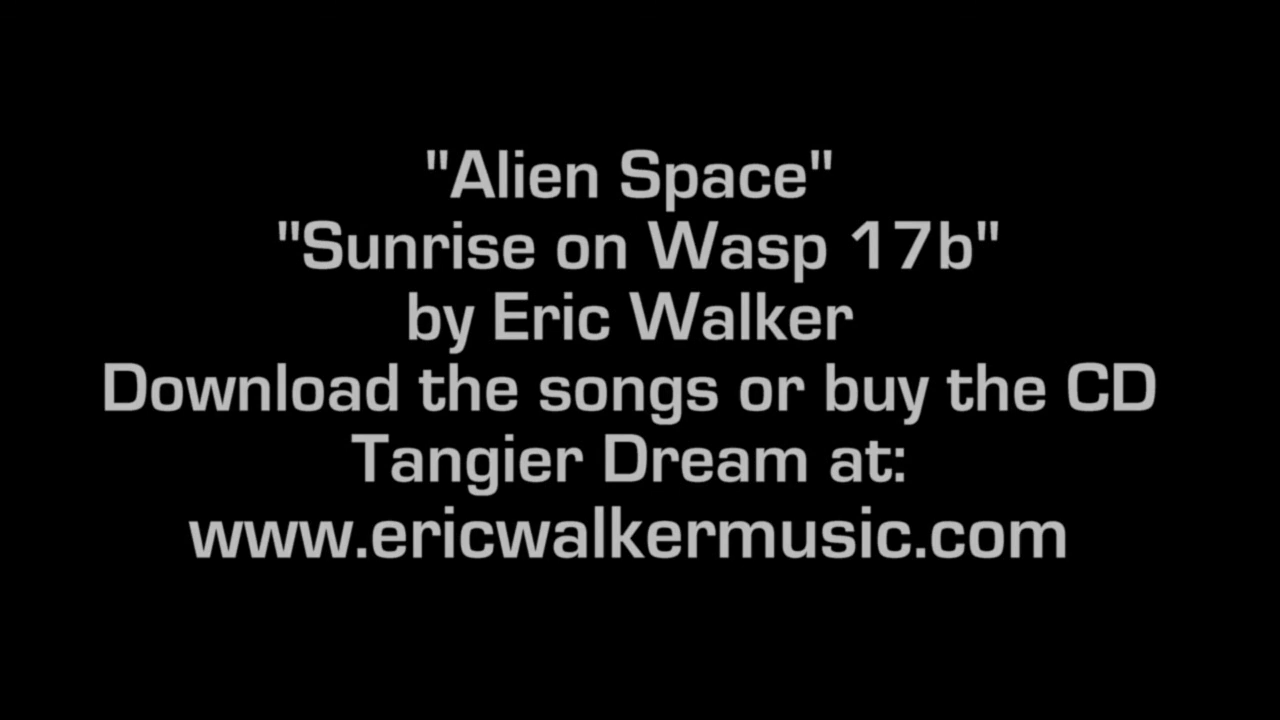 "Alien Space"
"Sunrise on Wasp 17b"
by Eric Walker
Download the songs or buy the CD
Tangier Dream at:
www.ericwalkermusic.com